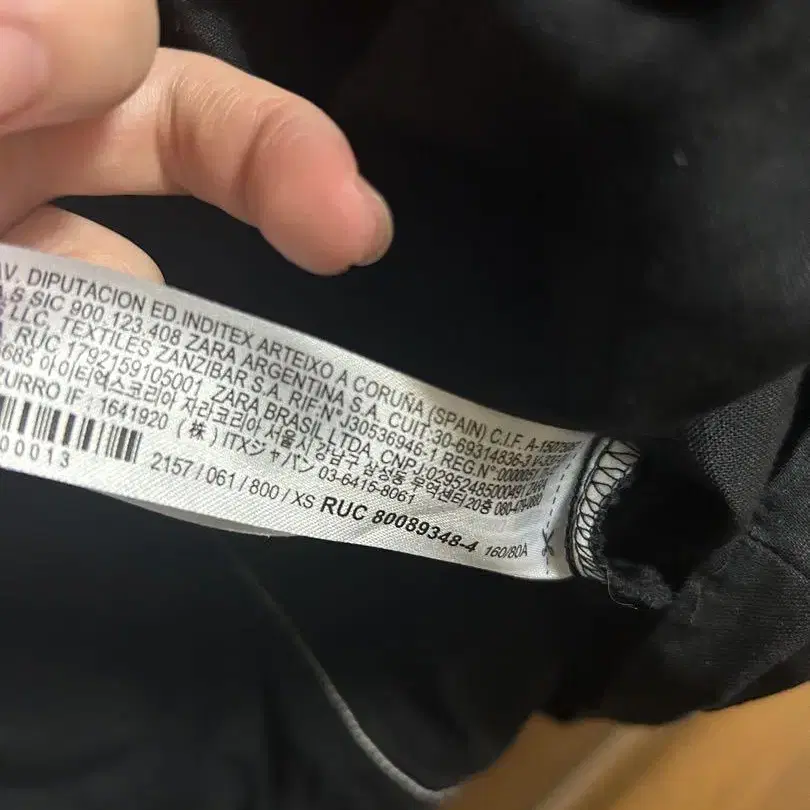 AV. DIPUTACION ED.INDITEX ARTEIXO A CORUÑA (SPAIN) C.I.F.
SIC 900.123.408 ZARA ARGENTINA S.A. CUIT:30-69314836-3
LLC, TEXTILES ZANZIBAR S.A. RIF:N°J30536946-1 REG.N°:
RUC 1792159105001, ZARA BRASIL LTDA. CNPJ:
아이티엑스코리아 자라코리아 서울시 강남구 삼성동 무역센터20층
IF: 1641920 (株) ITXジャパン 03-6415-8061
2157/061/800/XS RUC 80089348-4 160/80A